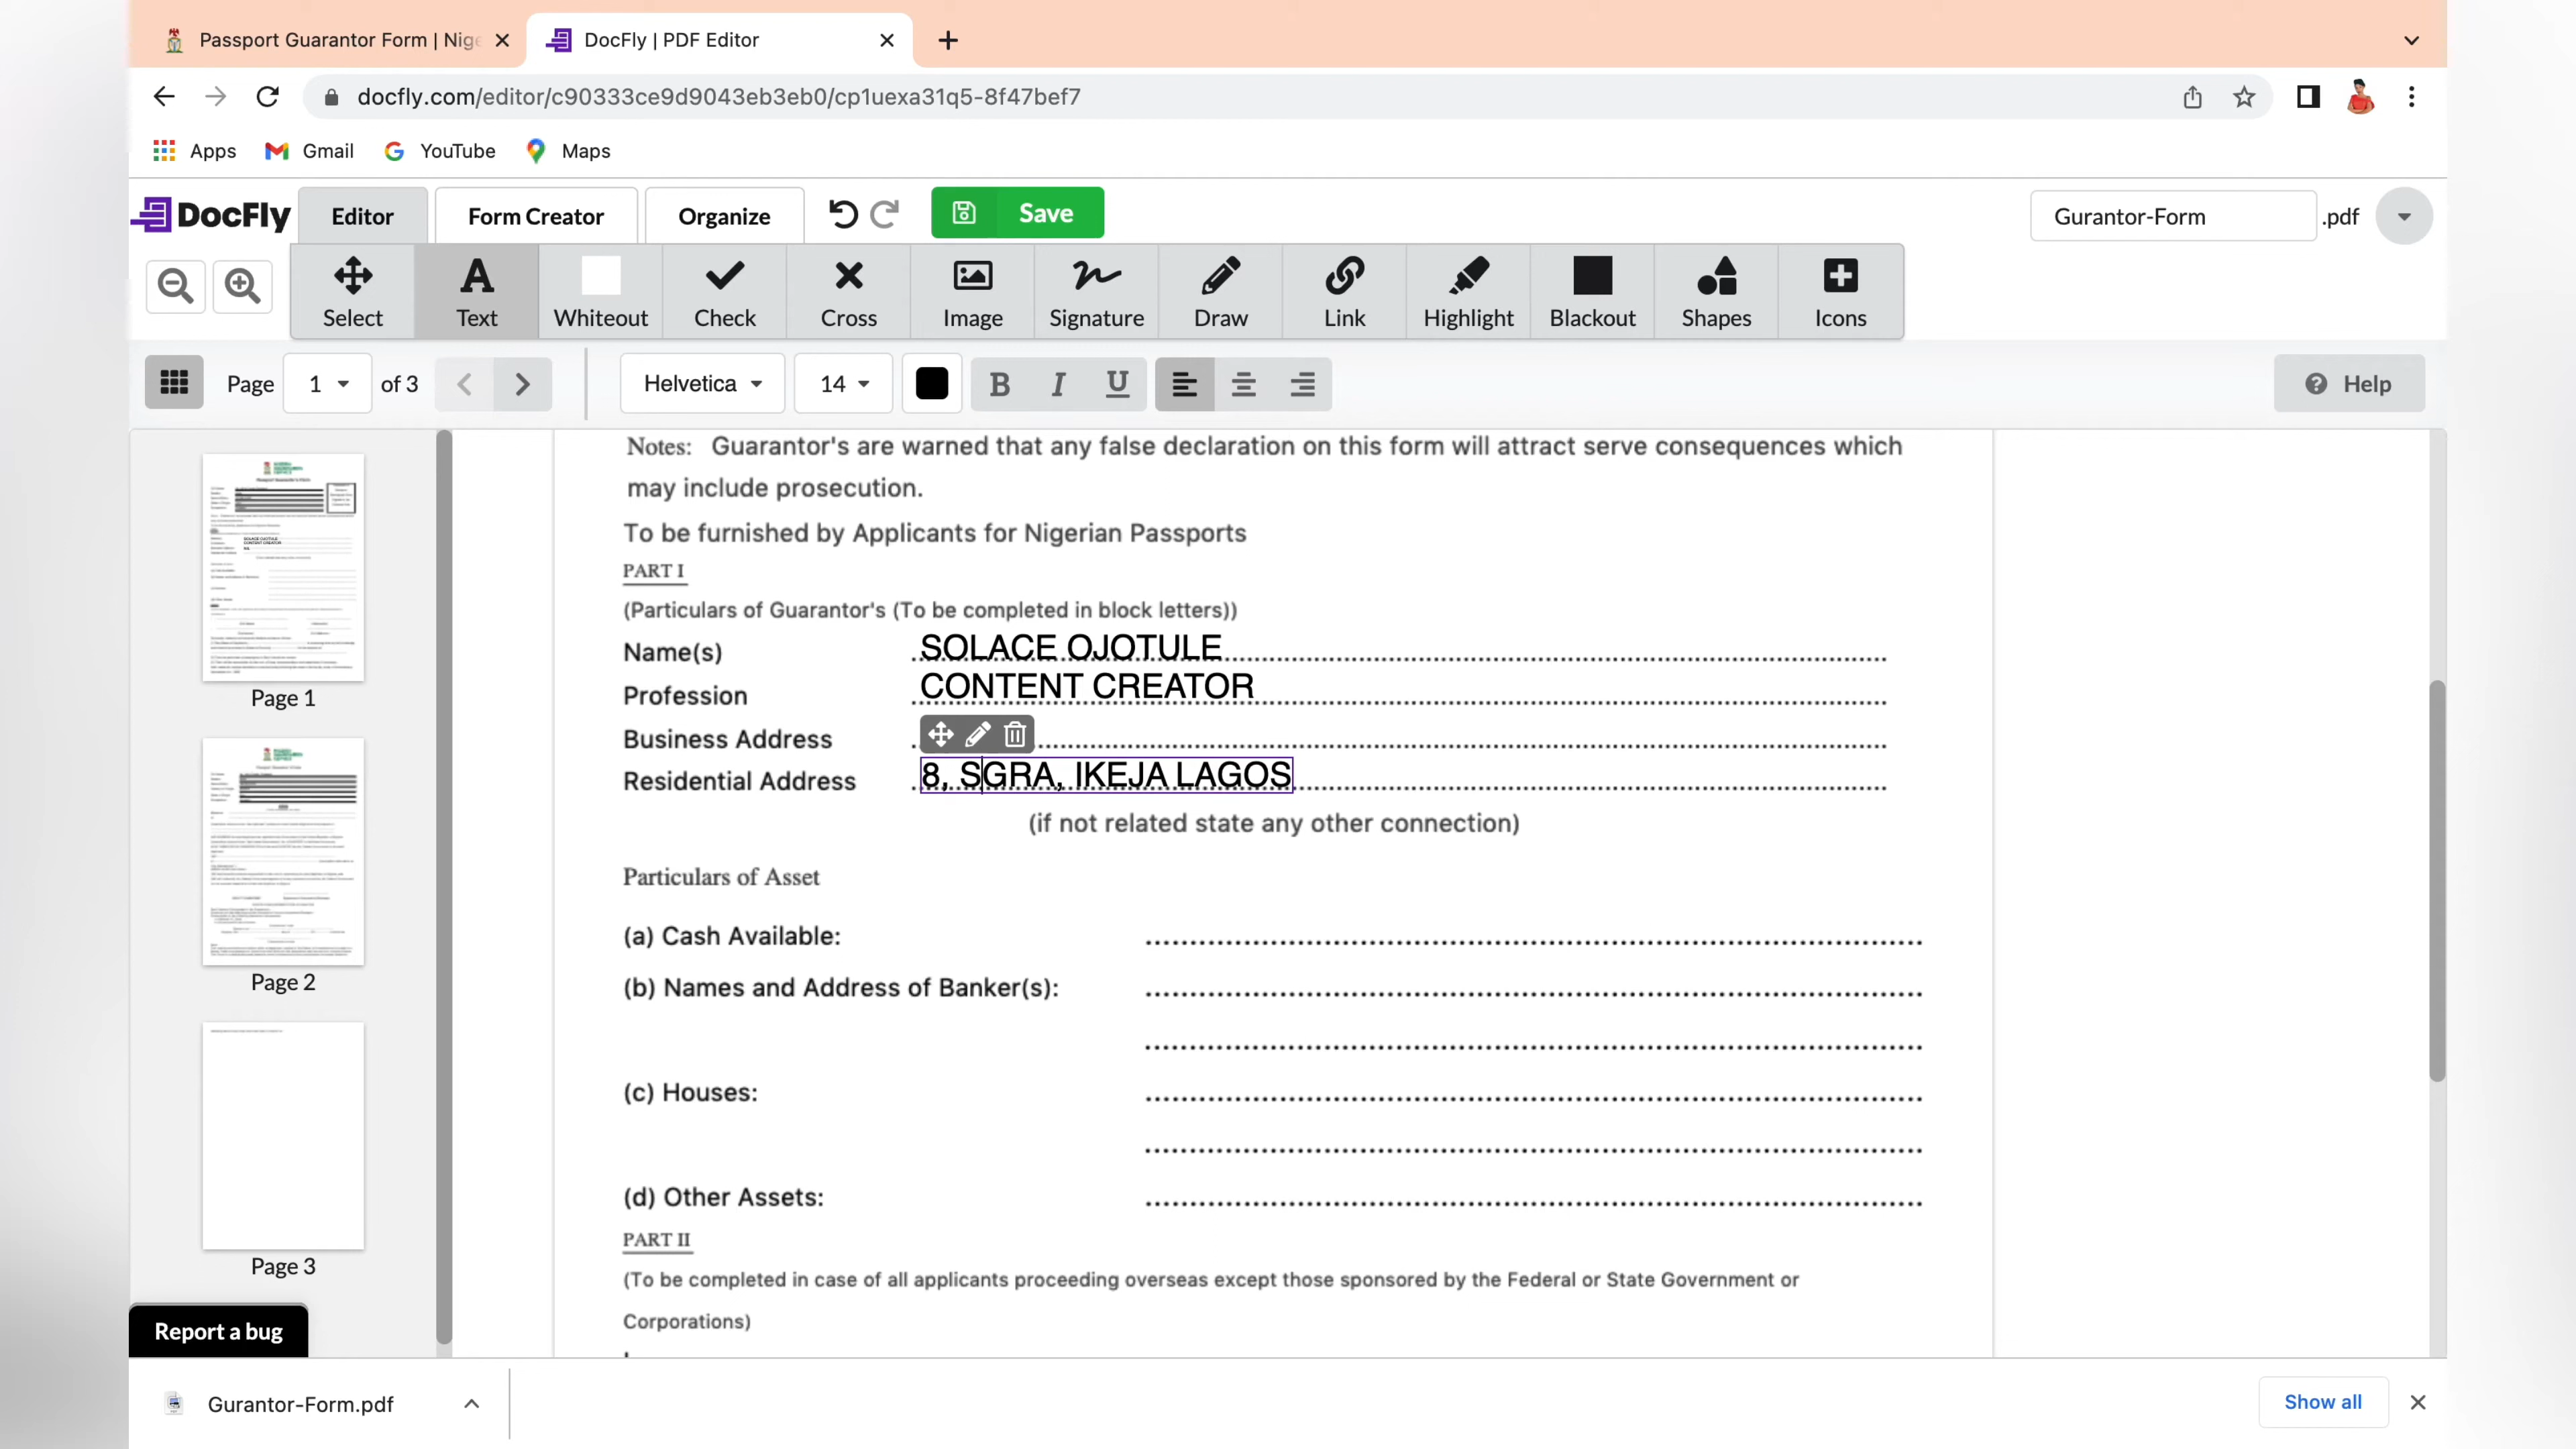 Passport Guarantor Form | Nige
DocFly | PDF Editor
docfly.com/editor/c90333ce9d9043eb3eb0/cp1uexa31q5-8f47bef7
Apps Gmail YouTube Maps
DocFly Editor Form Creator Organize Save Gurantor-Form .pdf
Select Text Whiteout Check Cross Image Signature Draw Link Highlight Blackout Shapes Icons
Page 1 of 3 Helvetica 14 B I U Help
Notes: Guarantor's are warned that any false declaration on this form will attract serve consequences which
may include prosecution.
To be furnished by Applicants for Nigerian Passports
PART I
(Particulars of Guarantor's (To be completed in block letters))
Name(s) SOLACE OJOTULE
Profession CONTENT CREATOR
Business Address
Residential Address 8, SGRA, IKEJA LAGOS
(if not related state any other connection)
Particulars of Asset
(a) Cash Available:
(b) Names and Address of Banker(s):
(c) Houses:
(d) Other Assets:
PART II
(To be completed in case of all applicants proceeding overseas except those sponsored by the Federal or State Government or
Corporations)
Page 1
Page 2
Page 3
Report a bug
Gurantor-Form.pdf
Show all